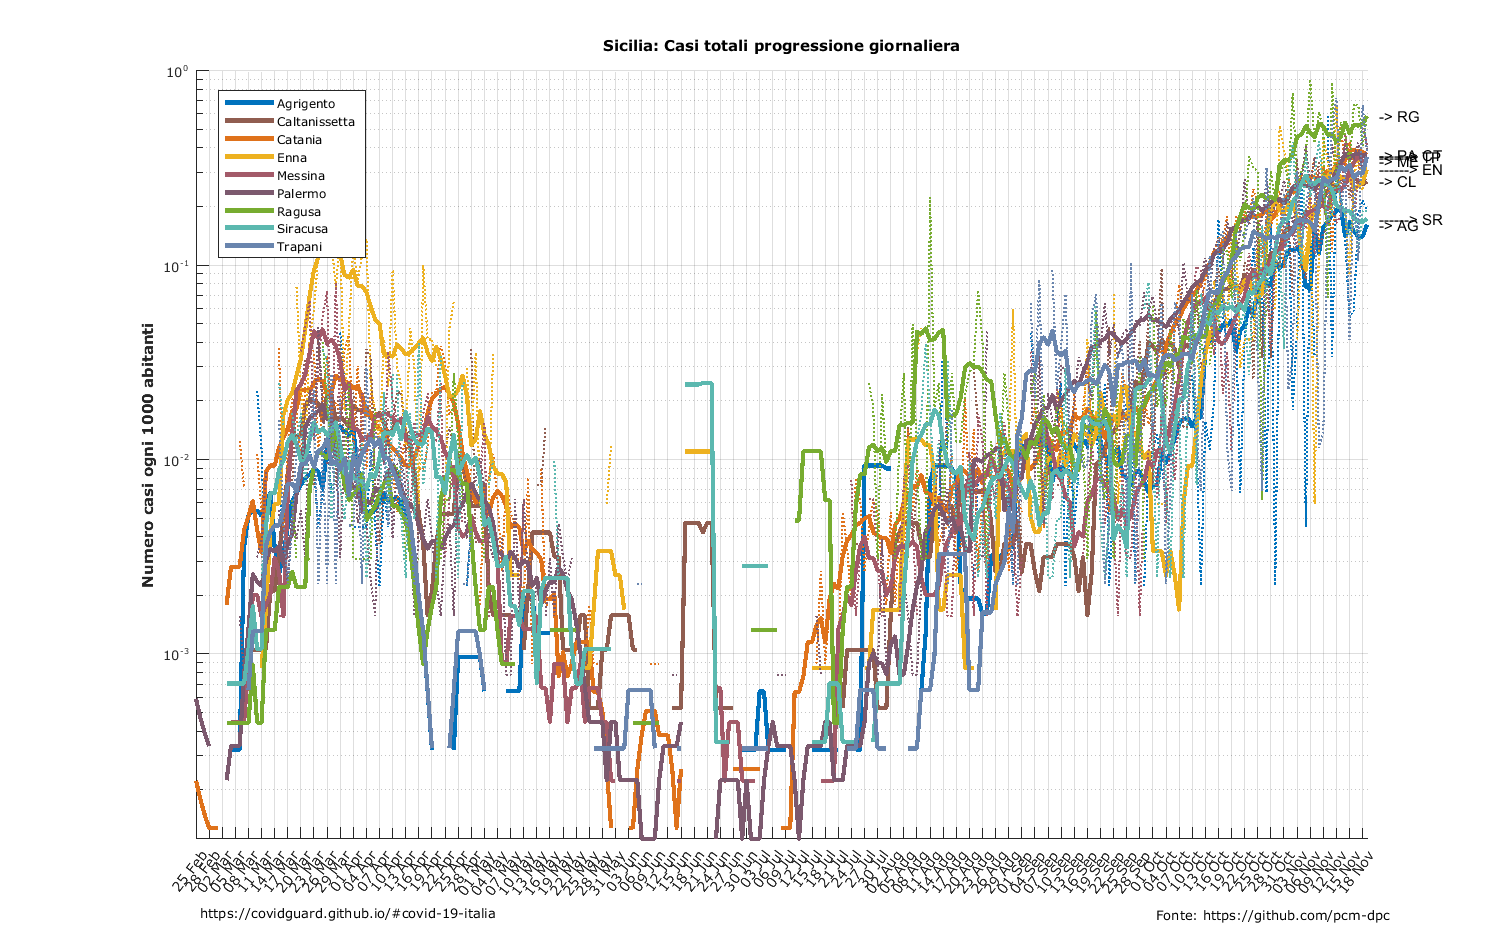 Sicilia: Casi totali progressione giornaliera
10⁰
10⁻¹
10⁻²
10⁻³
Numero casi ogni 1000 abitanti
Agrigento
Caltanissetta
Catania
Enna
Messina
Palermo
Ragusa
Siracusa
Trapani
-> RG
-> PA
CT
-> ME
------> EN
-> CL
------> SR
-> AG
25 Feb
28 Feb
02 Mar
05 Mar
08 Mar
11 Mar
14 Mar
17 Mar
20 Mar
23 Mar
26 Mar
29 Mar
01 Apr
04 Apr
07 Apr
10 Apr
13 Apr
16 Apr
19 Apr
22 Apr
25 Apr
28 Apr
01 May
04 May
07 May
10 May
13 May
16 May
19 May
22 May
25 May
28 May
31 May
03 Jun
06 Jun
09 Jun
12 Jun
15 Jun
18 Jun
21 Jun
24 Jun
27 Jun
30 Jun
03 Jul
06 Jul
09 Jul
12 Jul
15 Jul
18 Jul
21 Jul
24 Jul
27 Jul
30 Jul
02 Aug
05 Aug
08 Aug
11 Aug
14 Aug
17 Aug
20 Aug
23 Aug
26 Aug
29 Aug
01 Sep
04 Sep
07 Sep
10 Sep
13 Sep
16 Sep
19 Sep
22 Sep
25 Sep
28 Sep
01 Oct
04 Oct
07 Oct
10 Oct
13 Oct
16 Oct
19 Oct
22 Oct
25 Oct
28 Oct
31 Oct
03 Nov
06 Nov
09 Nov
12 Nov
15 Nov
18 Nov
https://covidguard.github.io/#covid-19-italia
Fonte: https://github.com/pcm-dpc